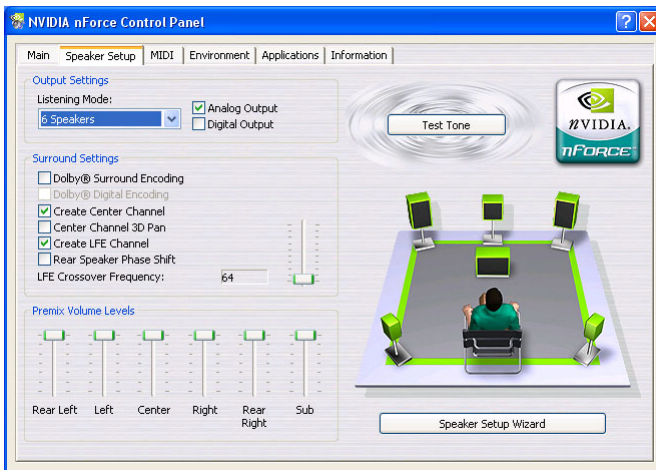 NVIDIA nForce Control Panel
Main Speaker Setup MIDI Environment Applications Information
Output Settings
Listening Mode:
6 Speakers
Analog Output
Digital Output
Test Tone
nVIDIA.
nFORCE
Surround Settings
Dolby® Surround Encoding
Dolby® Digital Encoding
Create Center Channel
Center Channel 3D Pan
Create LFE Channel
Rear Speaker Phase Shift
LFE Crossover Frequency: 64
Premix Volume Levels
Rear Left Left Center Right Rear Right Sub
Speaker Setup Wizard